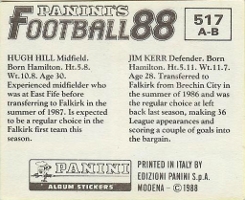 PANINI'S
FOOTBALL 88
517
A-B
HUGH HILL Midfield.
Born Hamilton. Ht.5.8.
Wt.10.8. Age 30.
Experienced midfielder who
was at East Fife before
transferring to Falkirk in the
summer of 1987. Is expected
to be a regular choice in the
Falkirk first team this
season.
JIM KERR Defender. Born
Hamilton. Ht.5.11. Wt.11.7.
Age 28. Transferred to
Falkirk from Brechin City in
the summer of 1986 and was
the regular choice at left
back last season, making 36
League appearances and
scoring a couple of goals into
the bargain.
PANINI
ALBUM STICKERS
PRINTED IN ITALY BY
EDIZIONI PANINI S.p.A.
MODENA - © 1988